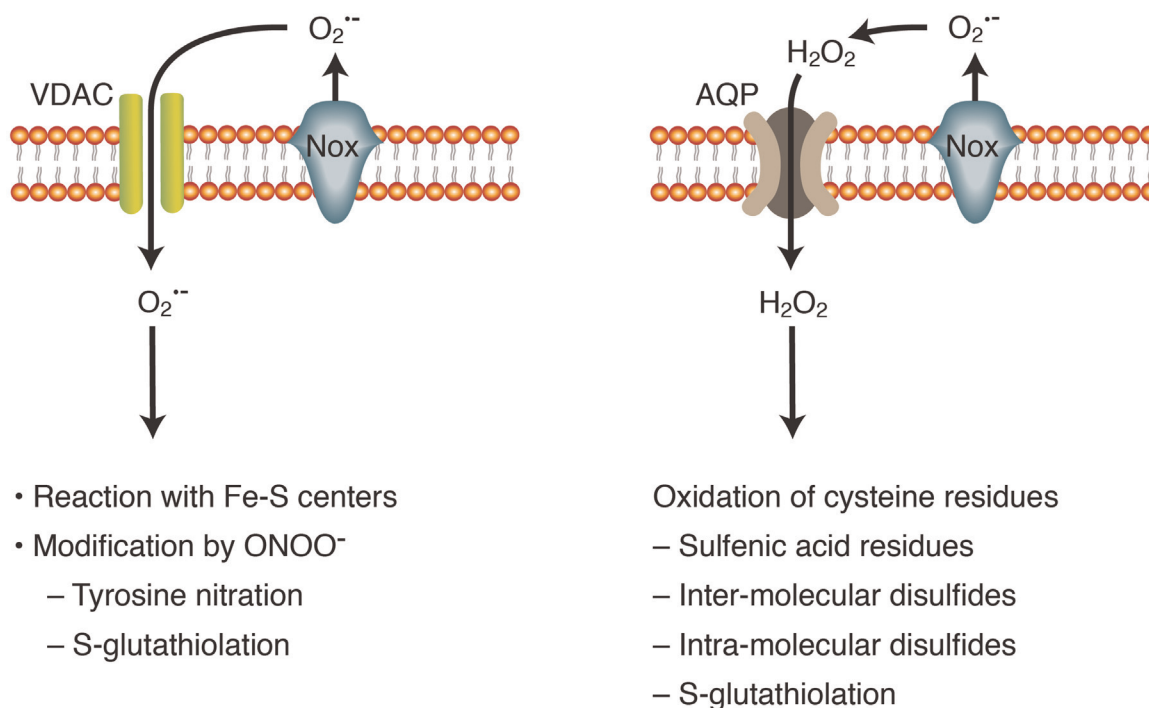 O₂•-
VDAC
Nox
O₂•-
• Reaction with Fe-S centers
• Modification by ONOO⁻
– Tyrosine nitration
– S-glutathiolation
O₂•-
H₂O₂
AQP
Nox
H₂O₂
Oxidation of cysteine residues
– Sulfenic acid residues
– Inter-molecular disulfides
– Intra-molecular disulfides
– S-glutathiolation